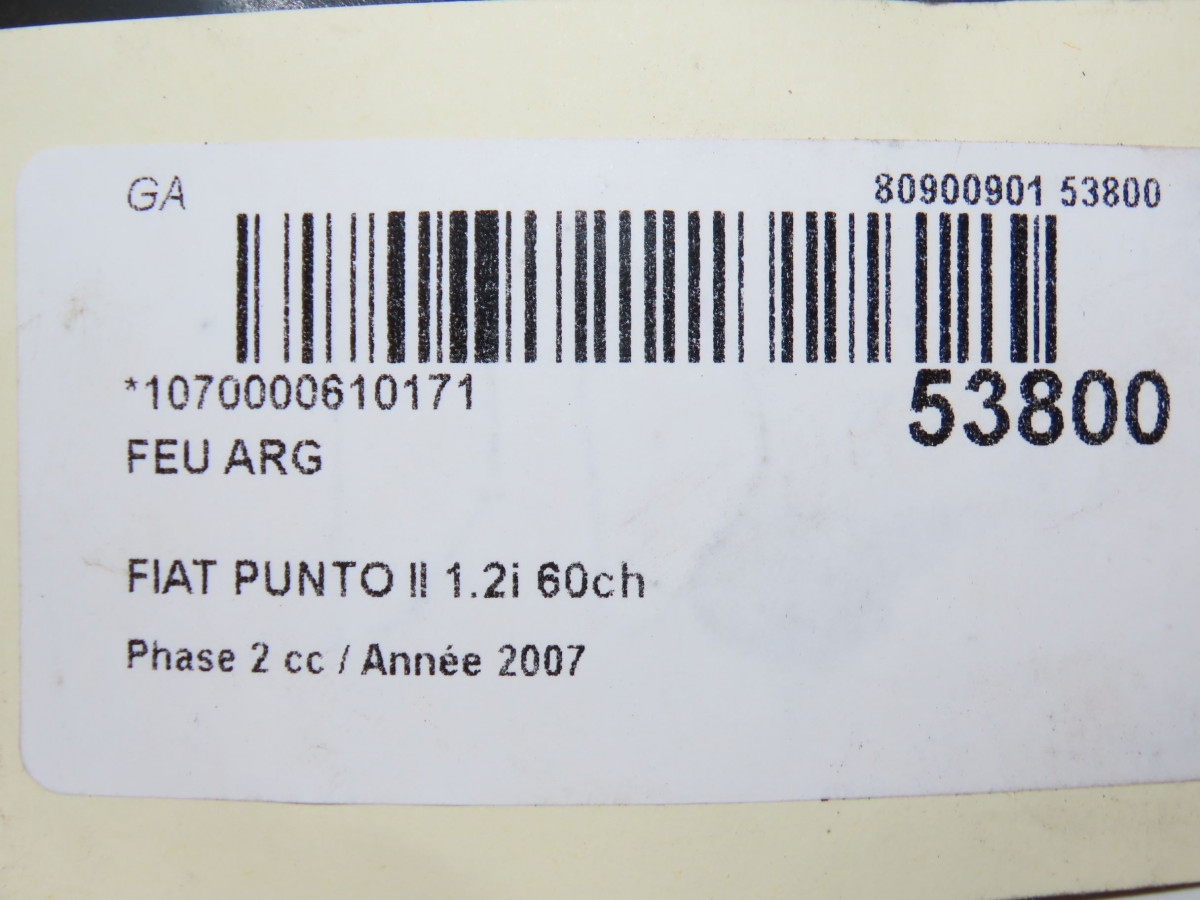 GA
80900901 53800
*1070000610171
53800
FEU ARG
FIAT PUNTO II 1.2i 60ch
Phase 2 cc / Année 2007